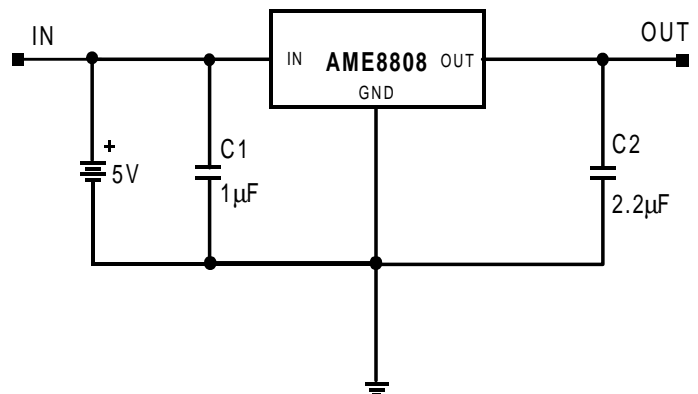 IN
OUT
IN AME8808 OUT
GND
+
5V
C1
1μF
C2
2.2μF